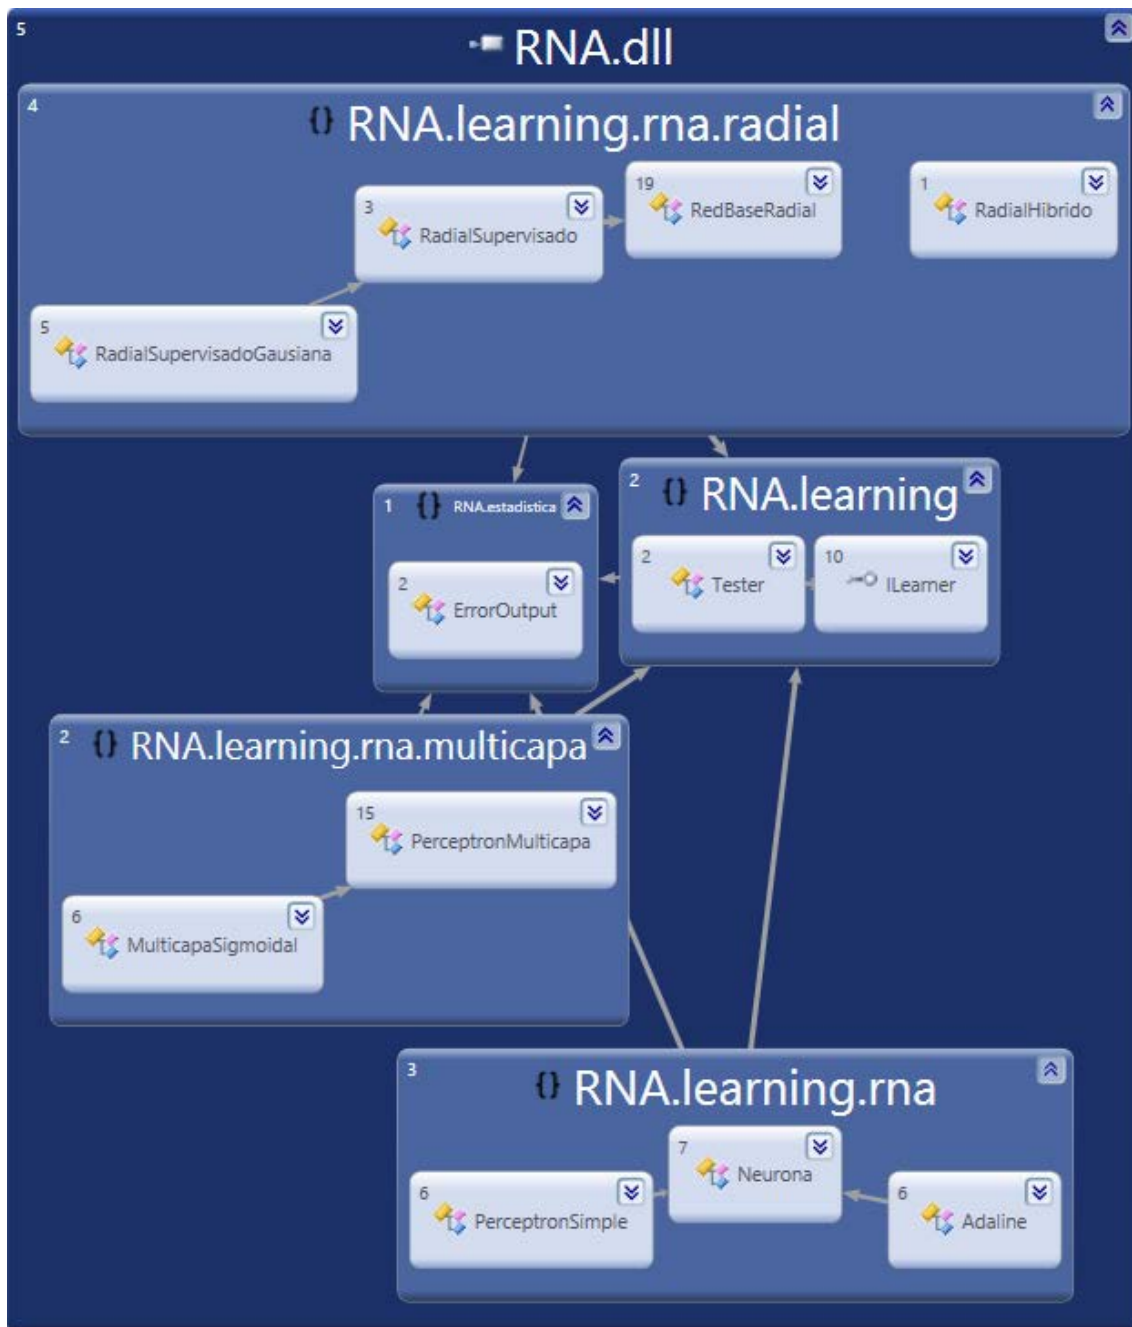 5
RNA.dll
4
{} RNA.learning.rna.radial
3
RadialSupervisado
19
RedBaseRadial
1
RadialHibrido
5
RadialSupervisadoGausiana
1
{} RNA.estadistica
2
ErrorOutput
2
{} RNA.learning
2
Tester
10
ILearner
2
{} RNA.learning.rna.multicapa
15
PerceptronMulticapa
6
MulticapaSigmoidal
3
{} RNA.learning.rna
6
PerceptronSimple
7
Neurona
6
Adaline